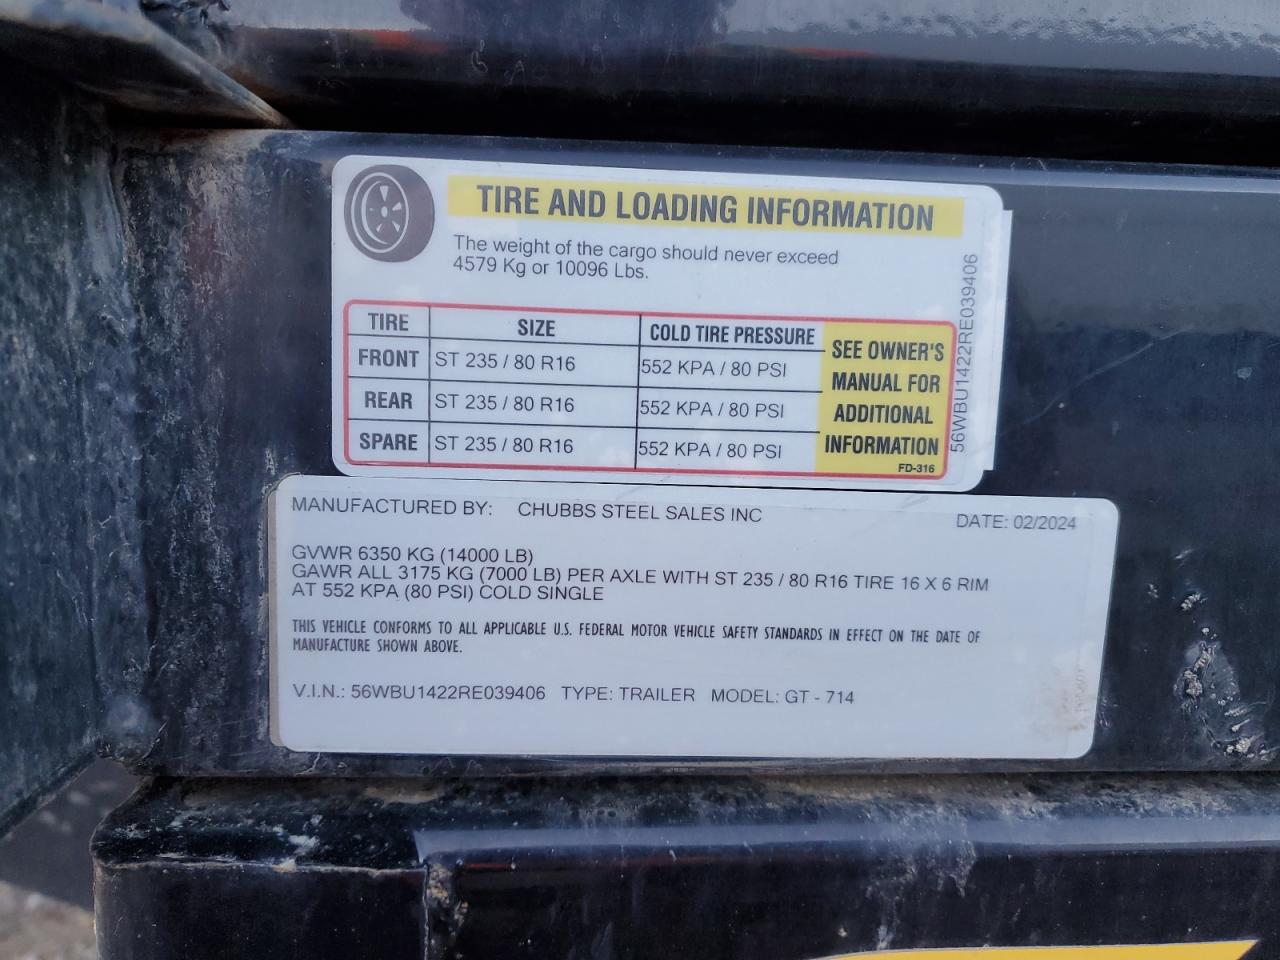 TIRE AND LOADING INFORMATION
The weight of the cargo should never exceed
4579 Kg or 10096 Lbs.
TIRE SIZE COLD TIRE PRESSURE
FRONT ST 235 / 80 R16 552 KPA / 80 PSI
REAR ST 235 / 80 R16 552 KPA / 80 PSI
SPARE ST 235 / 80 R16 552 KPA / 80 PSI
SEE OWNER'S
MANUAL FOR
ADDITIONAL
INFORMATION
FD-316
56WBU1422RE039406
MANUFACTURED BY: CHUBBS STEEL SALES INC DATE: 02/2024
GVWR 6350 KG (14000 LB)
GAWR ALL 3175 KG (7000 LB) PER AXLE WITH ST 235 / 80 R16 TIRE 16 X 6 RIM
AT 552 KPA (80 PSI) COLD SINGLE
THIS VEHICLE CONFORMS TO ALL APPLICABLE U.S. FEDERAL MOTOR VEHICLE SAFETY STANDARDS IN EFFECT ON THE DATE OF
MANUFACTURE SHOWN ABOVE.
V.I.N.: 56WBU1422RE039406 TYPE: TRAILER MODEL: GT - 714